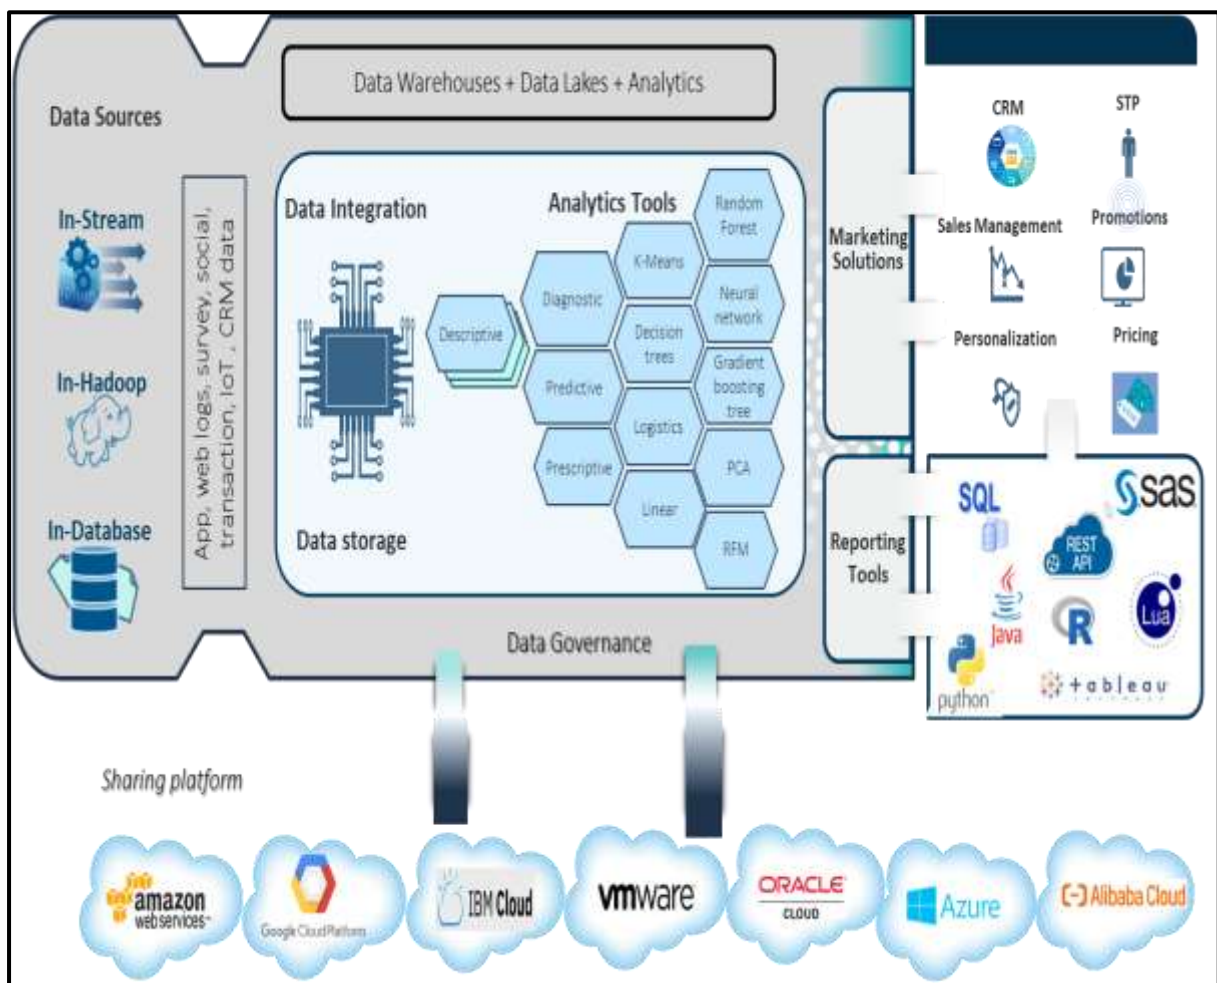 Data Warehouses + Data Lakes + Analytics
Data Sources
In-Stream
In-Hadoop
In-Database
App, web logs, survey, social,
transaction, IoT, CRM data
Data Integration
Data storage
Analytics Tools
Descriptive
Diagnostic
Predictive
Prescriptive
K-Means
Decision
trees
Logistics
Linear
Random
Forest
Neural
network
Gradient
boosting
tree
PCA
RFM
Data Governance
Marketing
Solutions
Reporting
Tools
CRM
STP
Sales Management
Promotions
Personalization
Pricing
SQL
sas
REST
API
Java
R
Lua
python
+ableau
Sharing platform
amazon
webservices
Google Cloud Platform
IBM Cloud
vmware
ORACLE
CLOUD
Azure
(-) Alibaba Cloud